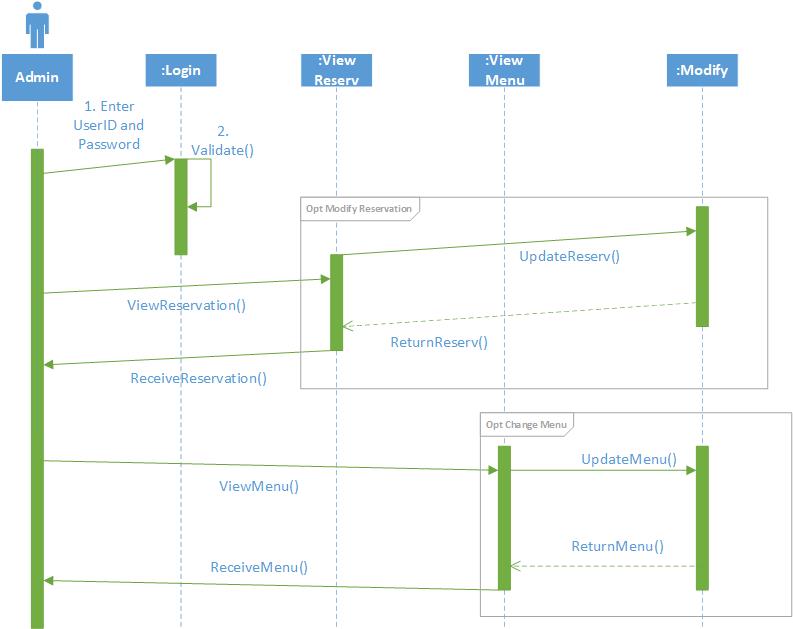 Admin
:Login
:View
Reserv
:View
Menu
:Modify
1. Enter
UserID and
Password
2.
Validate()
Opt Modify Reservation
UpdateReserv()
ViewReservation()
ReturnReserv()
ReceiveReservation()
Opt Change Menu
UpdateMenu()
ViewMenu()
ReturnMenu()
ReceiveMenu()